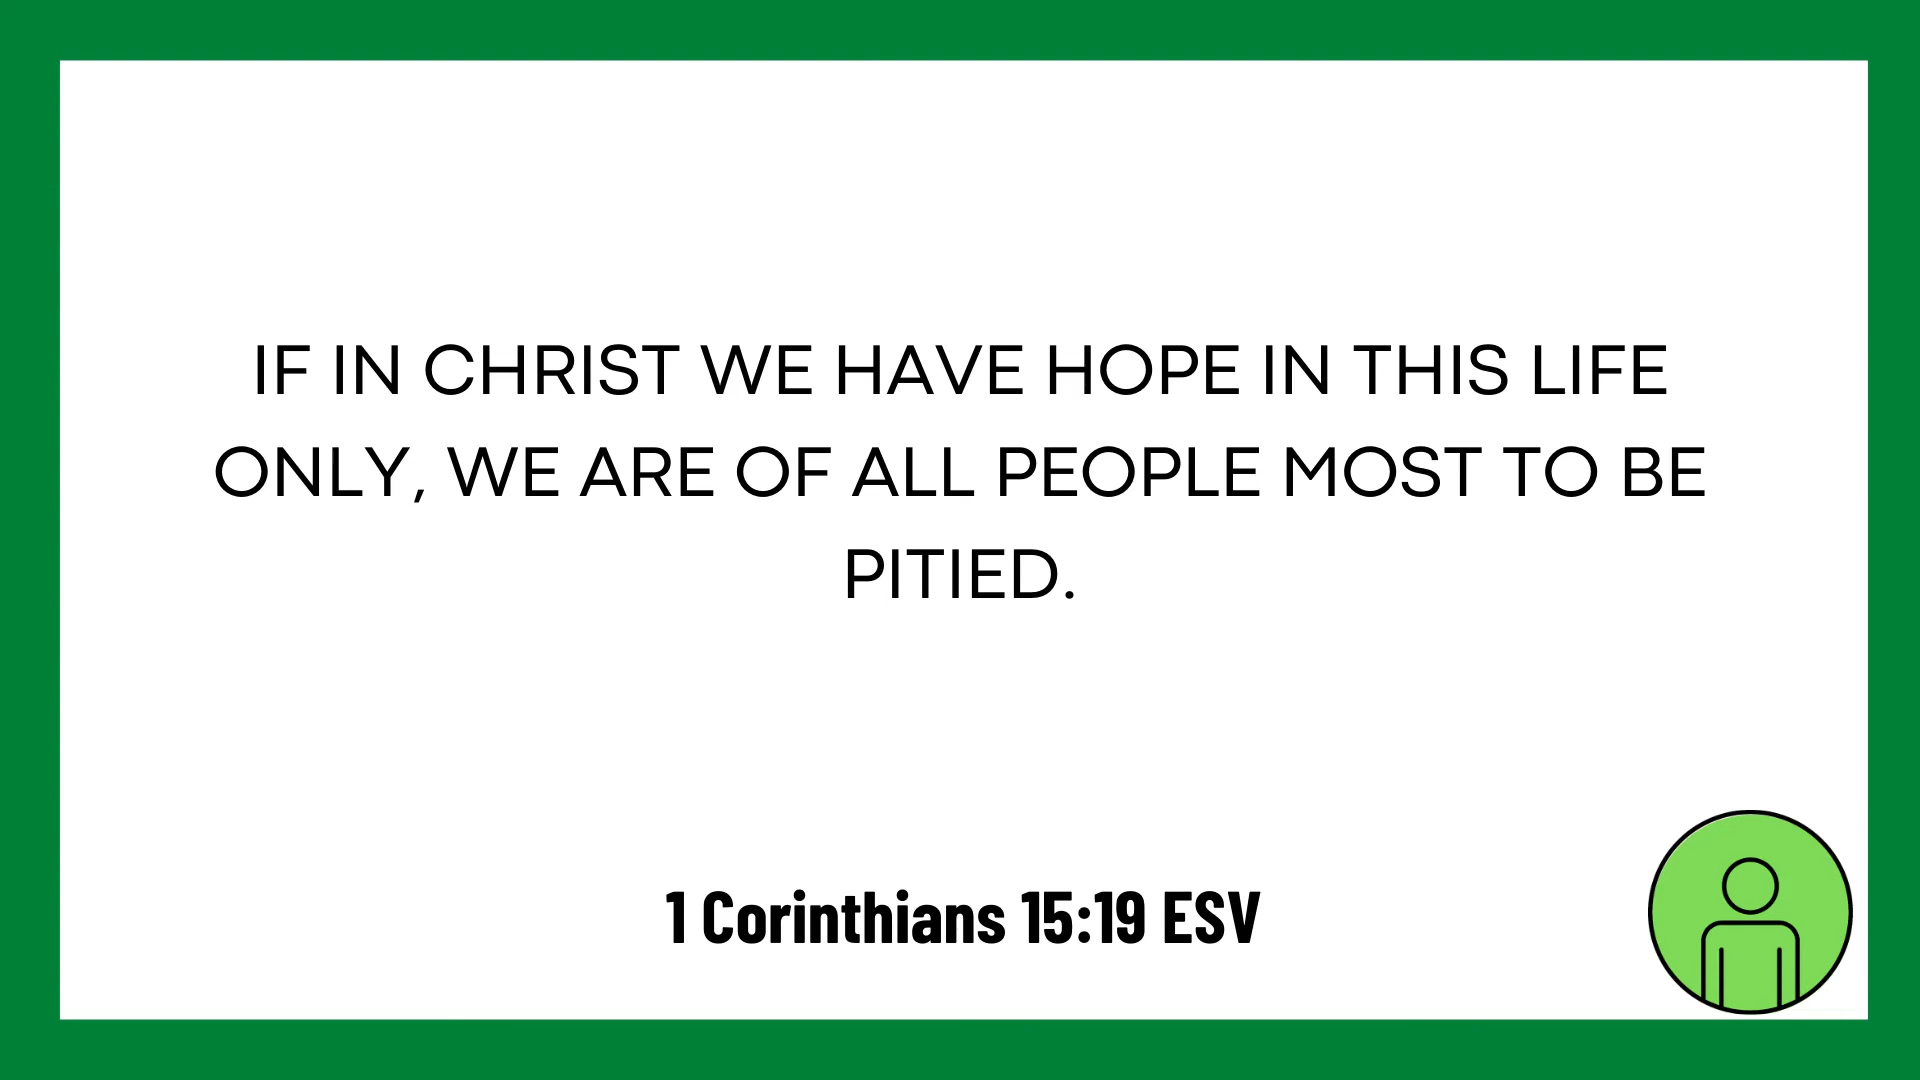 IF IN CHRIST WE HAVE HOPE IN THIS LIFE
ONLY, WE ARE OF ALL PEOPLE MOST TO BE
PITIED.
1 Corinthians 15:19 ESV